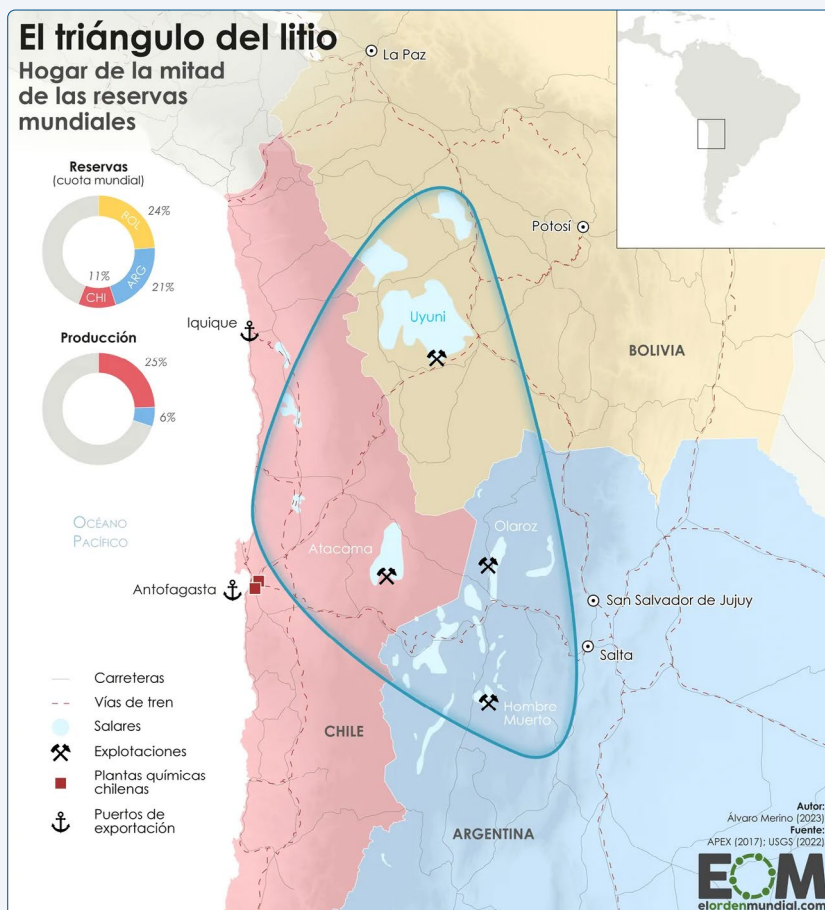 El triángulo del litio
Hogar de la mitad
de las reservas
mundiales
Reservas
(cuota mundial)
BOL
24%
ARG
21%
11%
CHI
Producción
25%
6%
La Paz
Potosí
Uyuni
Iquique
BOLIVIA
OCÉANO
PACÍFICO
Olaroz
Atacama
Antofagasta
San Salvador de Jujuy
Salta
Hombre
Muerto
CHILE
ARGENTINA
Carreteras
Vías de tren
Salares
Explotaciones
Plantas químicas
chilenas
Puertos de
exportación
Autor:
Álvaro Merino (2023)
Fuente:
APEX (2017); USGS (2022)
EOM
elordenmundial.com